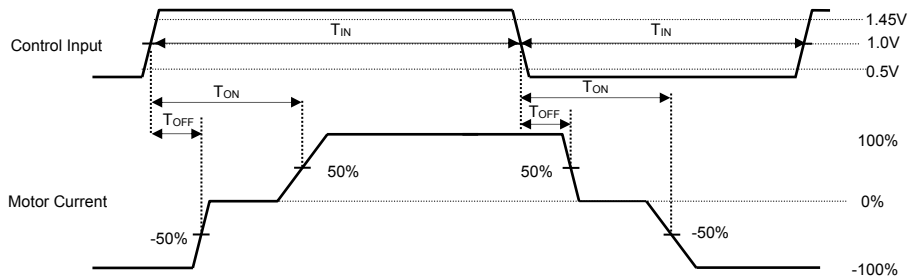 1.45V
TIN TIN
Control Input 1.0V
0.5V
TON TON
TOFF TOFF
100%
50% 50%
Motor Current 0%
-50% -50%
-100%